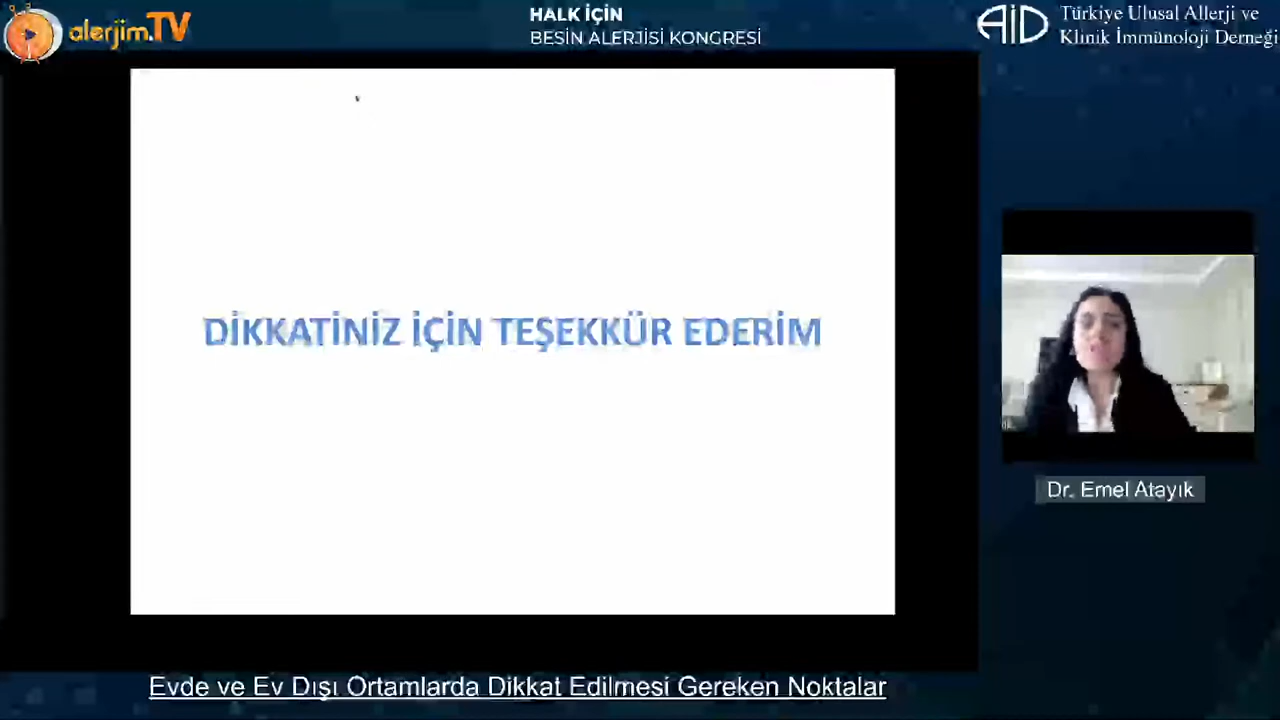 alerjim.TV
HALK İÇİN
BESİN ALERJİSİ KONGRESİ
AİD
Türkiye Ulusal Allerji ve
Klinik İmmünoloji Derneği
DİKKATİNİZ İÇİN TEŞEKKÜR EDERİM
Dr. Emel Atayık
Evde ve Ev Dışı Ortamlarda Dikkat Edilmesi Gereken Noktalar